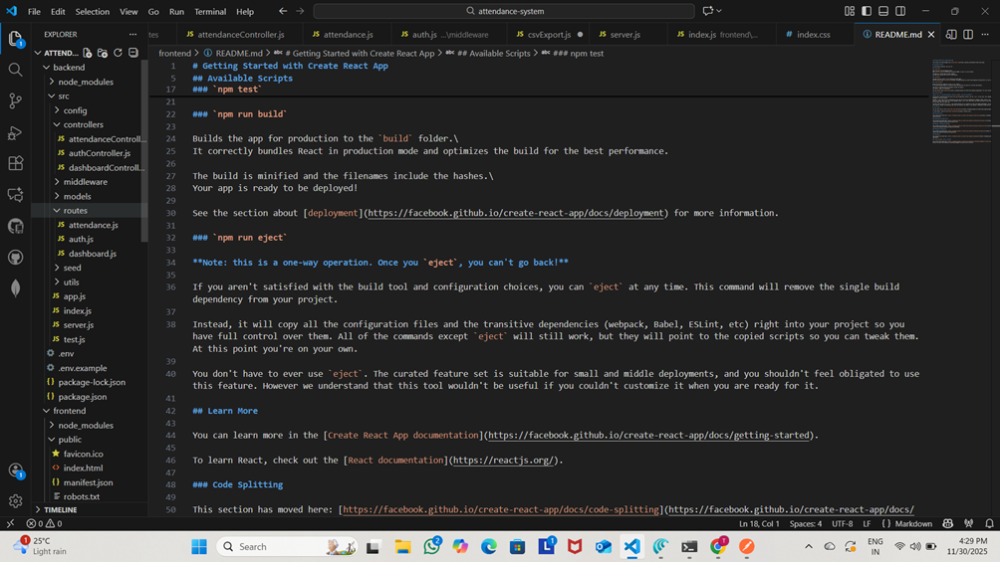 File Edit Selection View Go Run Terminal Help
attendance-system
EXPLORER
ATTEND...
backend
node_modules
src
config
controllers
JS attendanceControll...
JS authController.js
JS dashboardControll...
middleware
models
routes
JS attendance.js
JS auth.js
JS dashboard.js
seed
utils
JS app.js
JS index.js
JS server.js
JS test.js
.env
.env.example
{} package-lock.json
{} package.json
frontend
node_modules
public
favicon.ico
<> index.html
{} manifest.json
robots.txt
TIMELINE
tes
JS attendanceController.js
JS attendance.js
JS auth.js ...\middleware
JS csvExport.js
JS server.js
JS index.js frontend\...
# index.css
README.md
frontend > README.md > # Getting Started with Create React App > ## Available Scripts > ### npm test
1 # Getting Started with Create React App
5 ## Available Scripts
17 ### `npm test`
21
22 ### `npm run build`
23
24 Builds the app for production to the `build` folder.\
25 It correctly bundles React in production mode and optimizes the build for the best performance.
26
27 The build is minified and the filenames include the hashes.\
28 Your app is ready to be deployed!
29
30 See the section about [deployment](https://facebook.github.io/create-react-app/docs/deployment) for more information.
31
32 ### `npm run eject`
33
34 **Note: this is a one-way operation. Once you `eject`, you can't go back!**
35
36 If you aren't satisfied with the build tool and configuration choices, you can `eject` at any time. This command will remove the single build
dependency from your project.
37
38 Instead, it will copy all the configuration files and the transitive dependencies (webpack, Babel, ESLint, etc) right into your project so you
have full control over them. All of the commands except `eject` will still work, but they will point to the copied scripts so you can tweak them.
At this point you're on your own.
39
40 You don't have to ever use `eject`. The curated feature set is suitable for small and middle deployments, and you shouldn't feel obligated to use
this feature. However we understand that this tool wouldn't be useful if you couldn't customize it when you are ready for it.
41
42 ## Learn More
43
44 You can learn more in the [Create React App documentation](https://facebook.github.io/create-react-app/docs/getting-started).
45
46 To learn React, check out the [React documentation](https://reactjs.org/).
47
48 ### Code Splitting
49
50 This section has moved here: [https://facebook.github.io/create-react-app/docs/code-splitting](https://facebook.github.io/create-react-app/docs/
0 0
Ln 18, Col 1 Spaces: 4 UTF-8 LF {} Markdown
25°C
Light rain
Search
ENG
IN
4:29 PM
11/30/2025